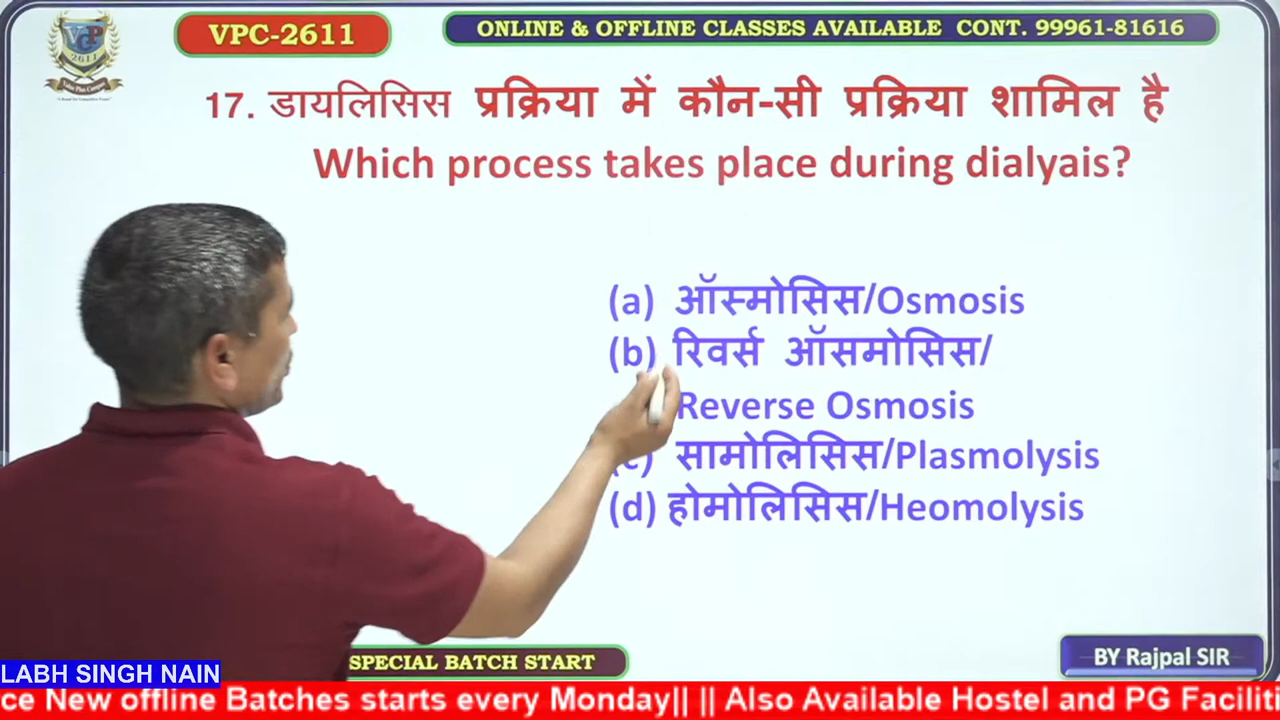 VPC-2611
ONLINE & OFFLINE CLASSES AVAILABLE CONT. 99961-81616
VGP
2611
17. डायलिसिस प्रक्रिया में कौन-सी प्रक्रिया शामिल है
Which process takes place during dialyais?
(a) ऑस्मोसिस/Osmosis
(b) रिवर्स ऑसमोसिस/
Reverse Osmosis
(c) सामोलिसिस/Plasmolysis
(d) होमोलिसिस/Heomolysis
SPECIAL BATCH START
BY Rajpal SIR
LABH SINGH NAIN
ce New offline Batches starts every Monday|| || Also Available Hostel and PG Faciliti